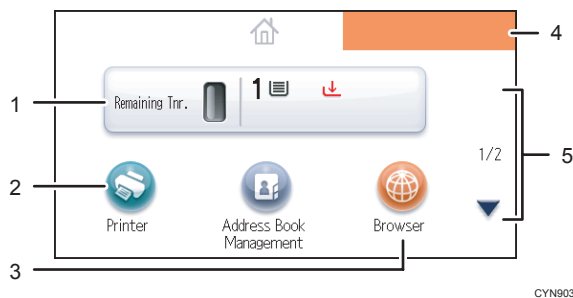 4
1
Remaining Tnr.
1
1/2
5
2
Printer
Address Book
Management
Browser
3
CYN903